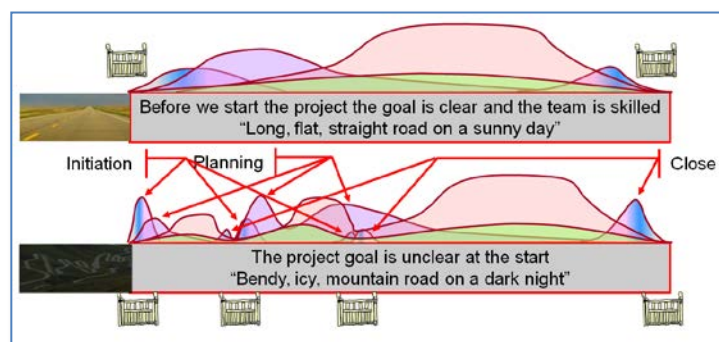 Before we start the project the goal is clear and the team is skilled
“Long, flat, straight road on a sunny day”
Initiation
Planning
Close
The project goal is unclear at the start
“Bendy, icy, mountain road on a dark night”